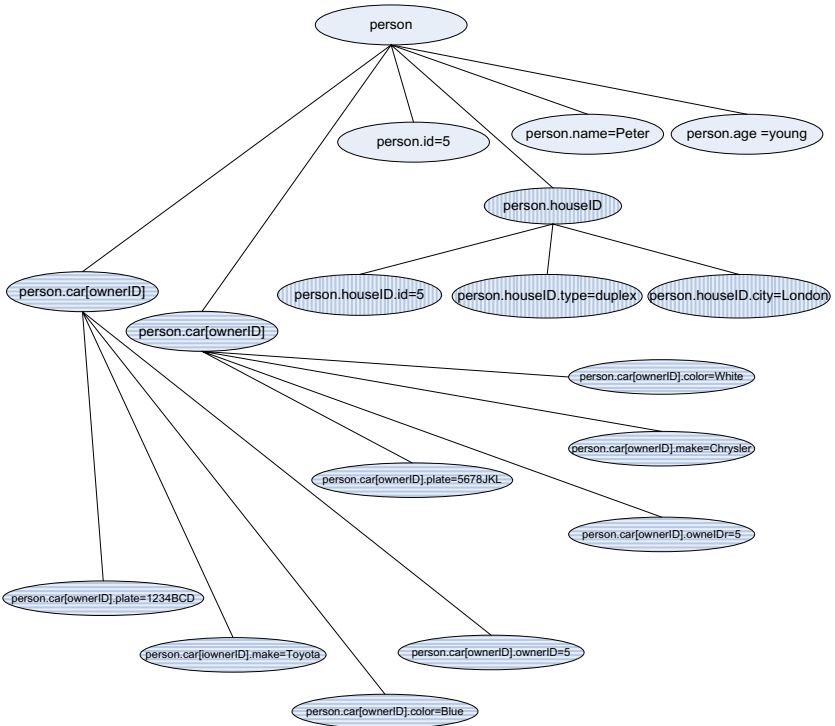 person
person.id=5
person.name=Peter
person.age =young
person.houseID
person.car[ownerID]
person.houseID.id=5
person.houseID.type=duplex
person.houseID.city=London
person.car[ownerID]
person.car[ownerID].color=White
person.car[ownerID].make=Chrysler
person.car[ownerID].plate=5678JKL
person.car[ownerID].owneIDr=5
person.car[ownerID].plate=1234BCD
person.car[iownerID].make=Toyota
person.car[ownerID].ownerID=5
person.car[ownerID].color=Blue